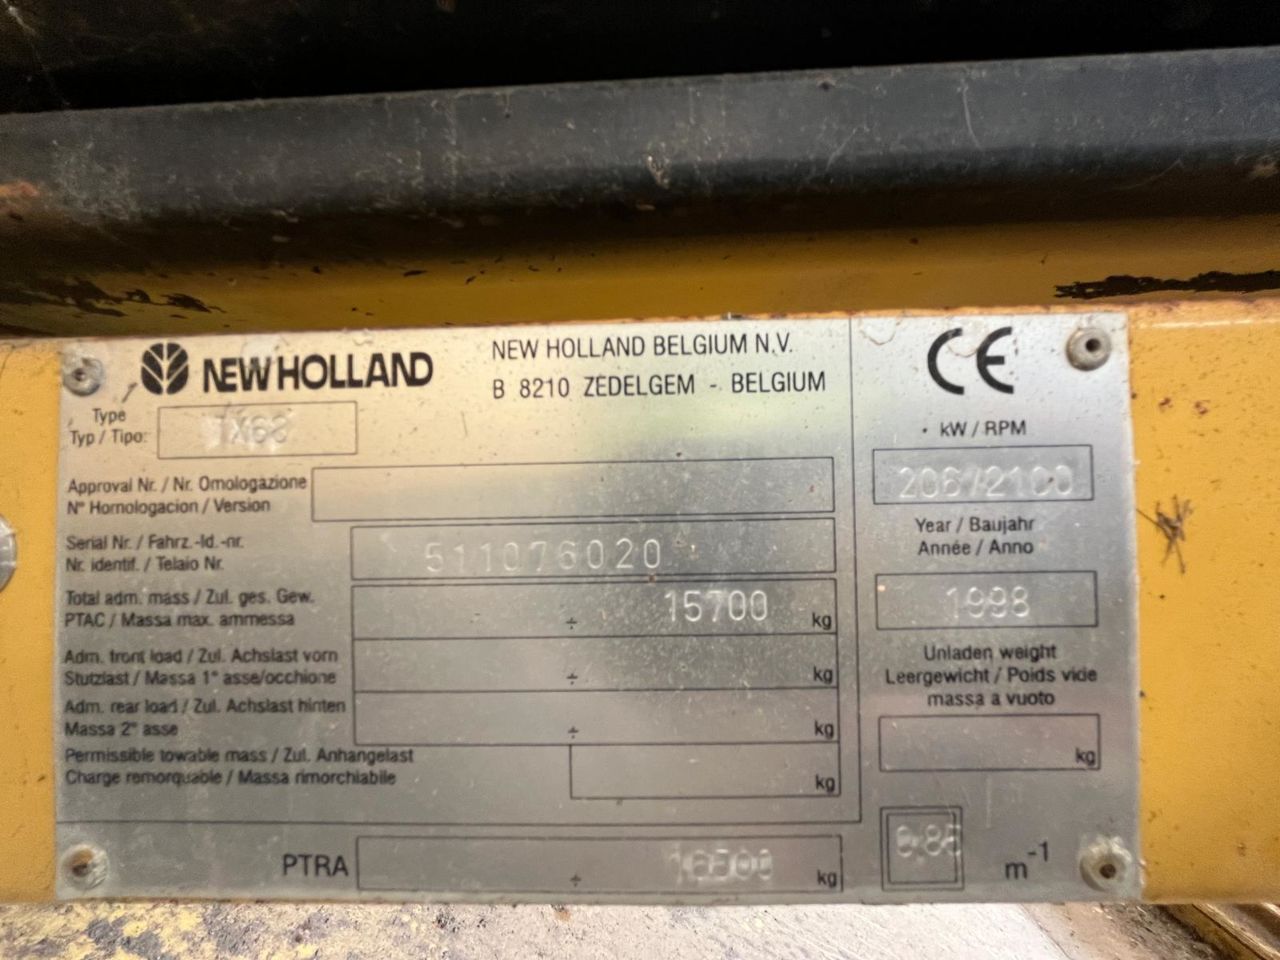 NEW HOLLAND
NEW HOLLAND BELGIUM N.V.
B 8210 ZEDELGEM - BELGIUM
CE
Type
Typ / Tipo:
TX68
kW / RPM
206/2100
Approval Nr. / Nr. Omologazione
N° Homologacion / Version
Serial Nr. / Fahrz.-Id.-nr.
Nr. identif. / Telaio Nr.
511076020
Year / Baujahr
Année / Anno
1998
Total adm. mass / Zul. ges. Gew.
PTAC / Massa max. ammessa
÷ 15700 kg
Adm. front load / Zul. Achslast vorn
Stutzlast / Massa 1° asse/occhione
÷ kg
Adm. rear load / Zul. Achslast hinten
Massa 2° asse
÷ kg
Unladen weight
Leergewicht / Poids vide
massa a vuoto
kg
Permissible towable mass / Zul. Anhangelast
Charge remorquable / Massa rimorchiabile
kg
PTRA ÷ 16500 kg
m-1